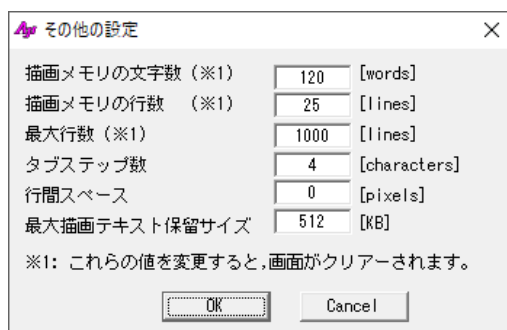 Agu その他の設定
描画メモリの文字数 (※1) 120 [words]
描画メモリの行数 (※1) 25 [lines]
最大行数 (※1) 1000 [lines]
タブステップ数 4 [characters]
行間スペース 0 [pixels]
最大描画テキスト保留サイズ 512 [KB]
※1: これらの値を変更すると,画面がクリアーされます。
OK Cancel